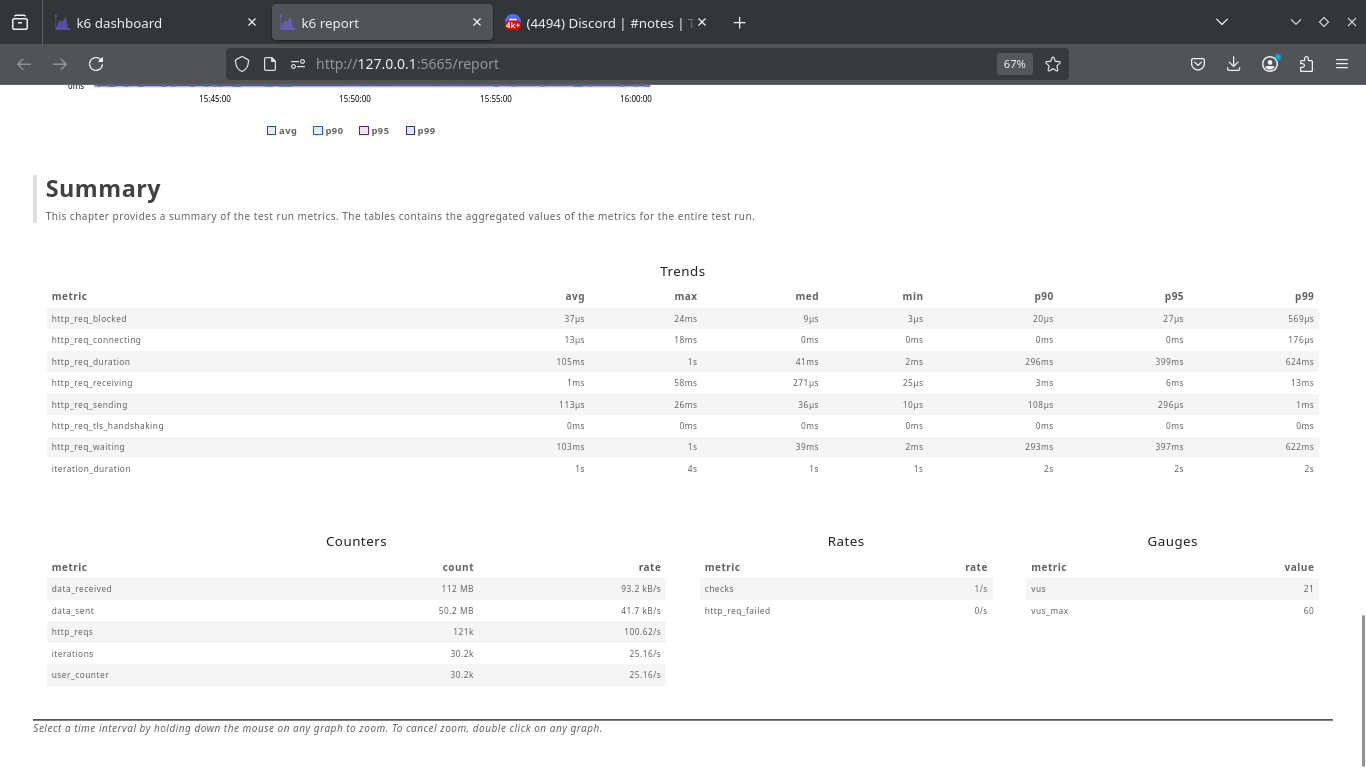 k6 dashboard
k6 report
4k+ (4494) Discord | #notes |
http://127.0.0.1:5665/report
67%
0ms
15:45:00 15:50:00 15:55:00 16:00:00
avg p90 p95 p99
Summary
This chapter provides a summary of the test run metrics. The tables contains the aggregated values of the metrics for the entire test run.
Trends
metric avg max med min p90 p95 p99
http_req_blocked 37µs 24ms 9µs 3µs 20µs 27µs 569µs
http_req_connecting 13µs 18ms 0ms 0ms 0ms 0ms 176µs
http_req_duration 105ms 1s 41ms 2ms 296ms 399ms 624ms
http_req_receiving 1ms 58ms 271µs 25µs 3ms 6ms 13ms
http_req_sending 113µs 26ms 36µs 10µs 108µs 296µs 1ms
http_req_tls_handshaking 0ms 0ms 0ms 0ms 0ms 0ms 0ms
http_req_waiting 103ms 1s 39ms 2ms 293ms 397ms 622ms
iteration_duration 1s 4s 1s 1s 2s 2s 2s
Counters
metric count rate
data_received 112 MB 93.2 kB/s
data_sent 50.2 MB 41.7 kB/s
http_reqs 121k 100.62/s
iterations 30.2k 25.16/s
user_counter 30.2k 25.16/s
Rates
metric rate
checks 1/s
http_req_failed 0/s
Gauges
metric value
vus 21
vus_max 60
Select a time interval by holding down the mouse on any graph to zoom. To cancel zoom, double click on any graph.